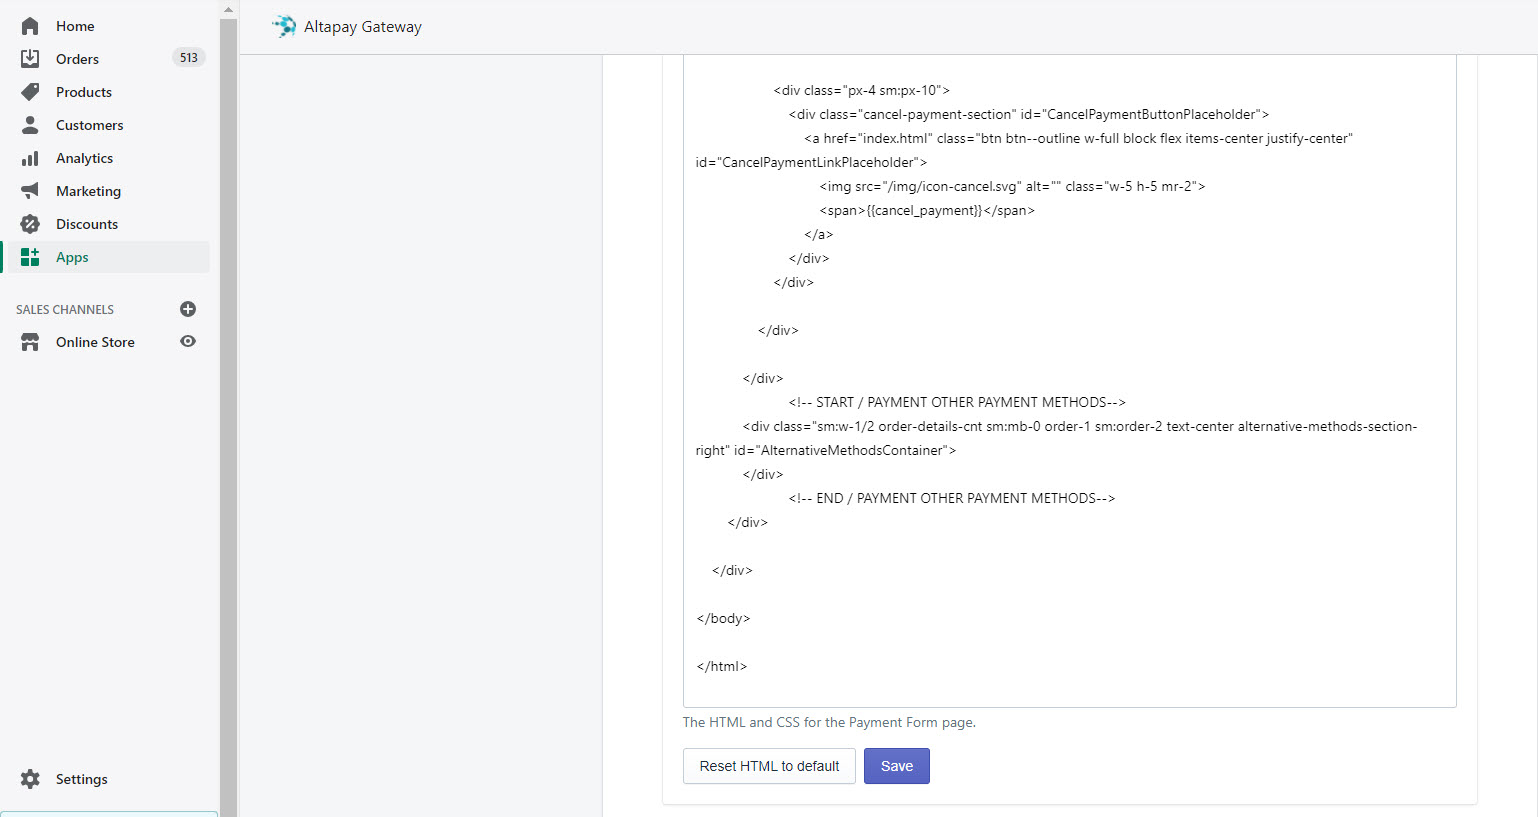 Home
Orders
513
Products
Customers
Analytics
Marketing
Discounts
Apps
SALES CHANNELS
Online Store
Settings
Altapay Gateway
<div class="px-4 sm:px-10">
<div class="cancel-payment-section" id="CancelPaymentButtonPlaceholder">
<a href="index.html" class="btn btn--outline w-full block flex items-center justify-center"
id="CancelPaymentLinkPlaceholder">
<img src="/img/icon-cancel.svg" alt="" class="w-5 h-5 mr-2">
<span>{{cancel_payment}}</span>
</a>
</div>
</div>
</div>
</div>
<!-- START / PAYMENT OTHER PAYMENT METHODS-->
<div class="sm:w-1/2 order-details-cnt sm:mb-0 order-1 sm:order-2 text-center alternative-methods-section-
right" id="AlternativeMethodsContainer">
</div>
<!-- END / PAYMENT OTHER PAYMENT METHODS-->
</div>
</div>
</body>
</html>
The HTML and CSS for the Payment Form page.
Reset HTML to default
Save